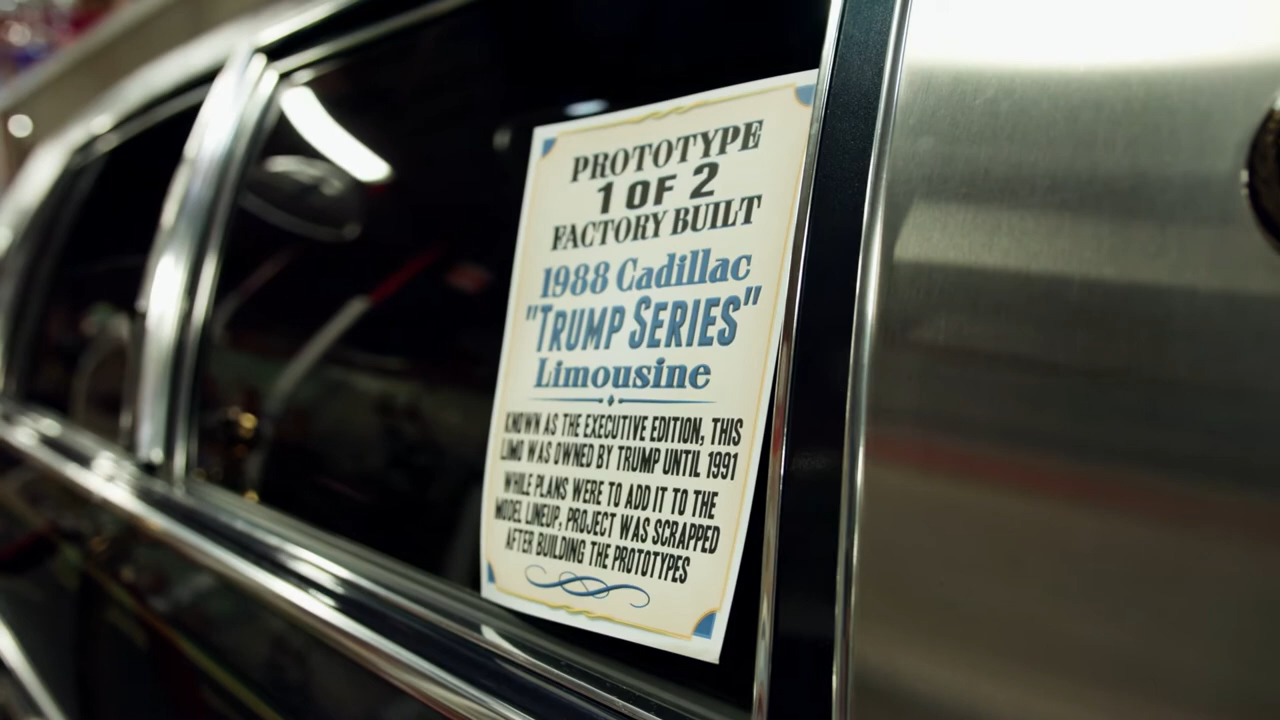 PROTOTYPE
1 OF 2
FACTORY BUILT
1988 Cadillac
"TRUMP SERIES"
Limousine
KNOWN AS THE EXECUTIVE EDITION, THIS
LIMO WAS OWNED BY TRUMP UNTIL 1991
WHILE PLANS WERE TO ADD IT TO THE
MODEL LINEUP, PROJECT WAS SCRAPPED
AFTER BUILDING THE PROTOTYPES